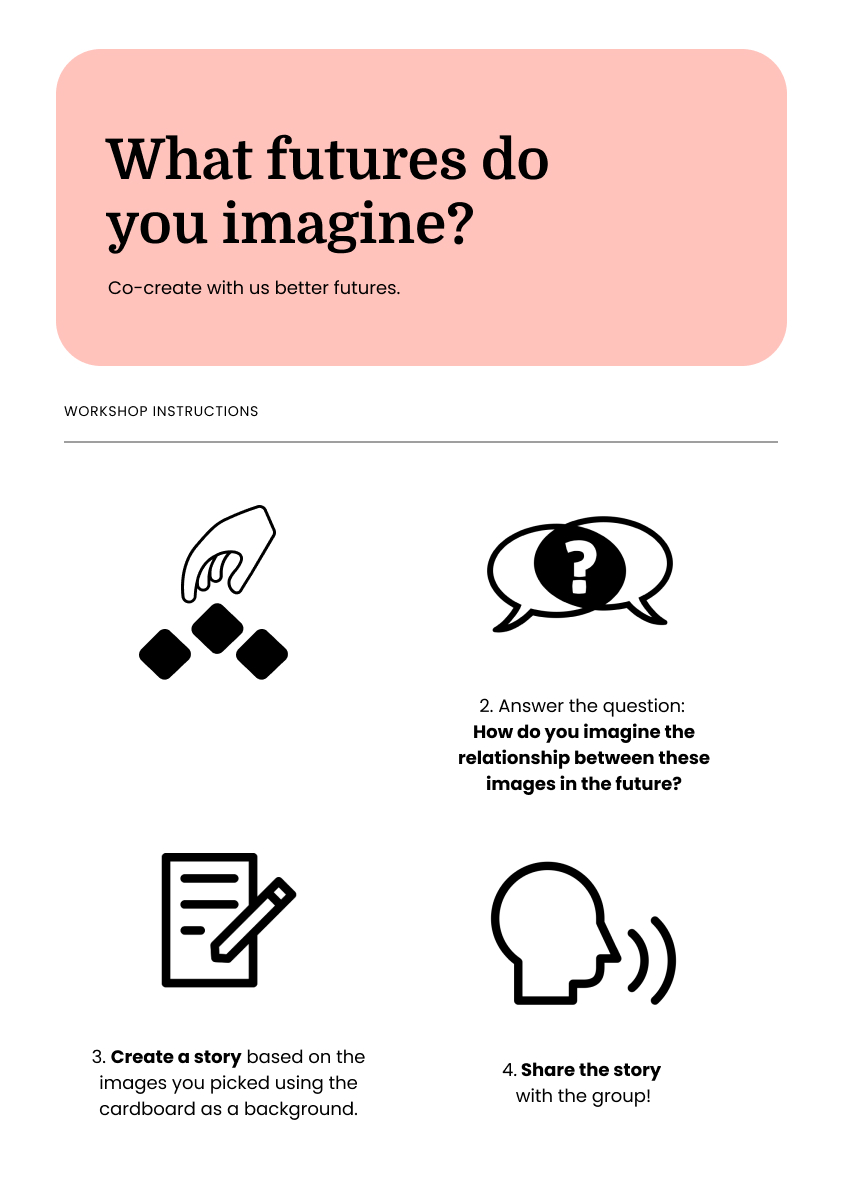 What futures do
you imagine?
Co-create with us better futures.
WORKSHOP INSTRUCTIONS
?
2. Answer the question:
How do you imagine the
relationship between these
images in the future?
3. Create a story based on the
images you picked using the
cardboard as a background.
4. Share the story
with the group!